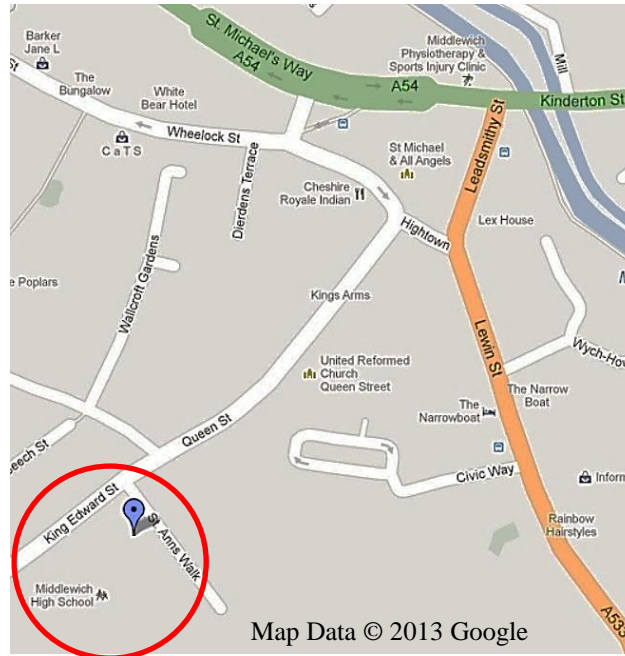 Barker
Jane L
St
The
Bungalow
White
Bear Hotel
CaTS
Wheelock St
St. Michael's Way
A54
A54
Middlewich
Physiotherapy &
Sports Injury Clinic
Mill
Kinderton St
Leadsmithy St
St Michael
& All Angels
Dierdens Terrace
Cheshire
Royale Indian
Hightown
Lex House
e Poplars
Wallcroft Gardens
Kings Arms
Lewin St
Wych-Ho
United Reformed
Church
Queen Street
The Narrow
Boat
The
Narrowboat
Queen St
Beech St
Civic Way
Inform
King Edward St
St. Anns Walk
Rainbow
Hairstyles
Middlewich
High School
A533
Map Data © 2013 Google